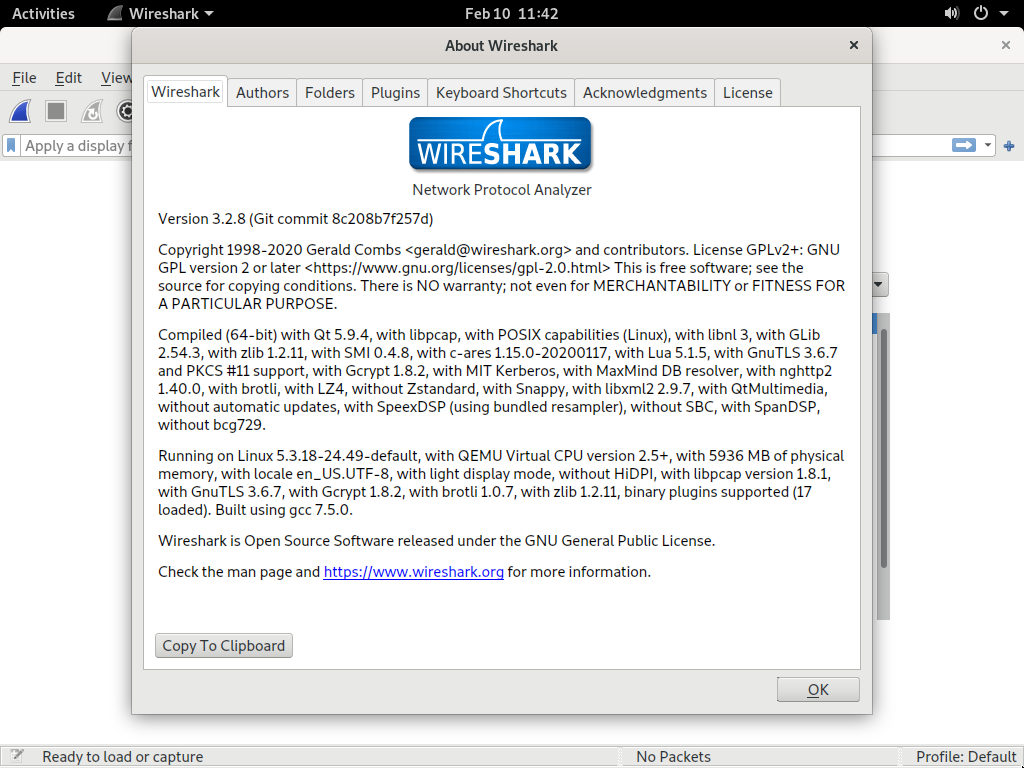 Activities Wireshark Feb 10 11:42
About Wireshark
File Edit View
Wireshark Authors Folders Plugins Keyboard Shortcuts Acknowledgments License
Apply a display f
WIRESHARK
Network Protocol Analyzer
Version 3.2.8 (Git commit 8c208b7f257d)
Copyright 1998-2020 Gerald Combs <gerald@wireshark.org> and contributors. License GPLv2+: GNU
GPL version 2 or later <https://www.gnu.org/licenses/gpl-2.0.html> This is free software; see the
source for copying conditions. There is NO warranty; not even for MERCHANTABILITY or FITNESS FOR
A PARTICULAR PURPOSE.
Compiled (64-bit) with Qt 5.9.4, with libpcap, with POSIX capabilities (Linux), with libnl 3, with GLib
2.54.3, with zlib 1.2.11, with SMI 0.4.8, with c-ares 1.15.0-20200117, with Lua 5.1.5, with GnuTLS 3.6.7
and PKCS #11 support, with Gcrypt 1.8.2, with MIT Kerberos, with MaxMind DB resolver, with nghttp2
1.40.0, with brotli, with LZ4, without Zstandard, with Snappy, with libxml2 2.9.7, with QtMultimedia,
without automatic updates, with SpeexDSP (using bundled resampler), without SBC, with SpanDSP,
without bcg729.
Running on Linux 5.3.18-24.49-default, with QEMU Virtual CPU version 2.5+, with 5936 MB of physical
memory, with locale en_US.UTF-8, with light display mode, without HiDPI, with libpcap version 1.8.1,
with GnuTLS 3.6.7, with Gcrypt 1.8.2, with brotli 1.0.7, with zlib 1.2.11, binary plugins supported (17
loaded). Built using gcc 7.5.0.
Wireshark is Open Source Software released under the GNU General Public License.
Check the man page and https://www.wireshark.org for more information.
Copy To Clipboard
OK
Ready to load or capture No Packets Profile: Default